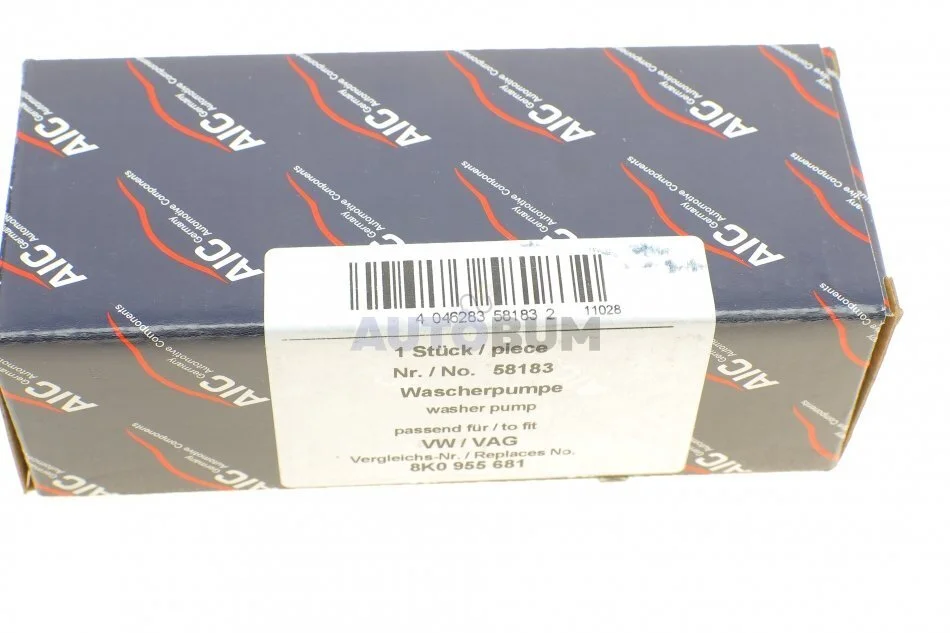 AIC Germany
Automotive Components
4 046283 58183 2 11028
AUTOBUM
1 Stück / piece
Nr. / No. 58183
Wascherpumpe
washer pump
passend für / to fit
VW / VAG
Vergleichs-Nr. / Replaces No.
8K0 955 681